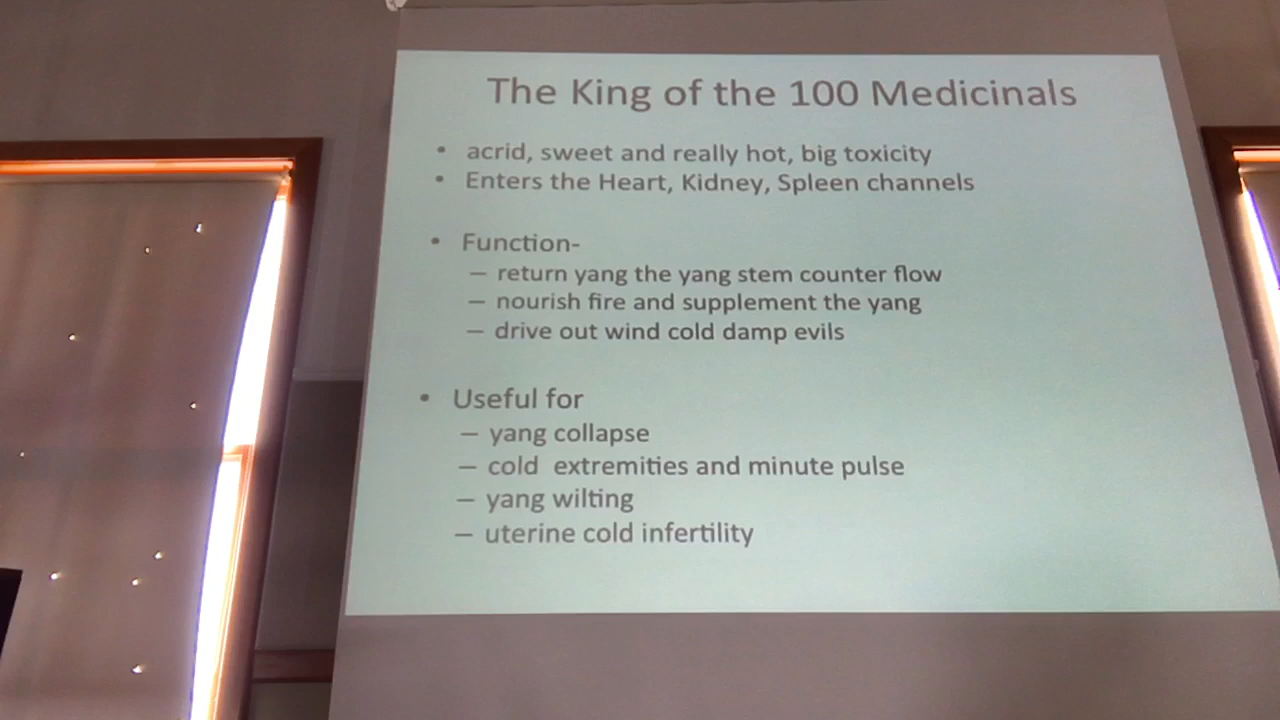 The King of the 100 Medicinals
• acrid, sweet and really hot, big toxicity
• Enters the Heart, Kidney, Spleen channels
• Function-
– return yang the yang stem counter flow
– nourish fire and supplement the yang
– drive out wind cold damp evils
• Useful for
– yang collapse
– cold extremities and minute pulse
– yang wilting
– uterine cold infertility